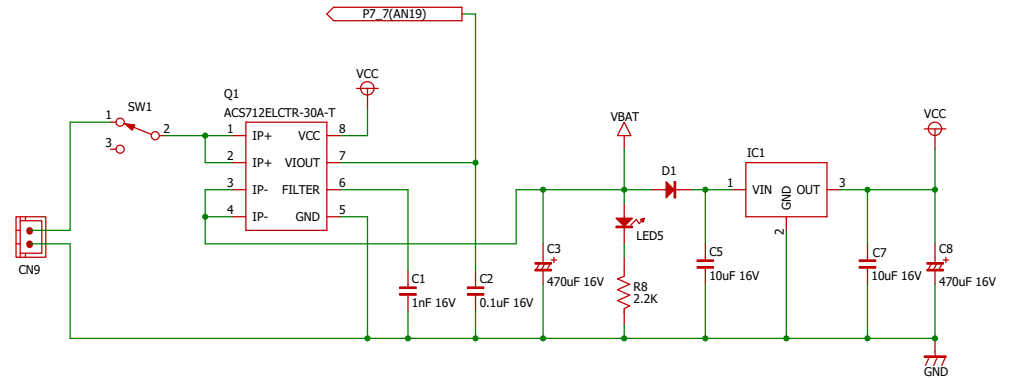 P7_7(AN19)
VCC
Q1
ACS712ELCTR-30A-T
SW1
1
2
3
1 IP+ VCC 8
2 IP+ VIOUT 7
3 IP- FILTER 6
4 IP- GND 5
VBAT
VCC
D1
IC1
1 VIN GND OUT 3
2
LED5
CN9
C1
1nF 16V
C2
0.1uF 16V
C3
+
470uF 16V
R8
2.2K
C5
10uF 16V
C7
10uF 16V
C8
+
470uF 16V
GND